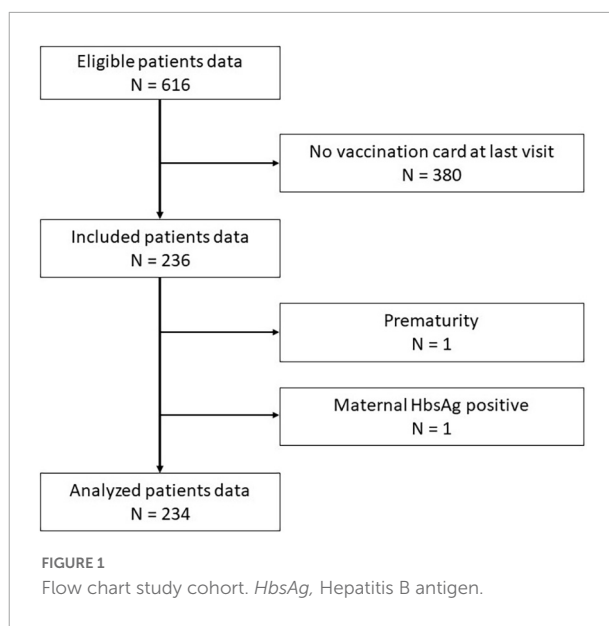 Eligible patients data
N = 616
No vaccination card at last visit
N = 380
Included patients data
N = 236
Prematurity
N = 1
Maternal HbsAg positive
N = 1
Analyzed patients data
N = 234
FIGURE 1
Flow chart study cohort. HbsAg, Hepatitis B antigen.